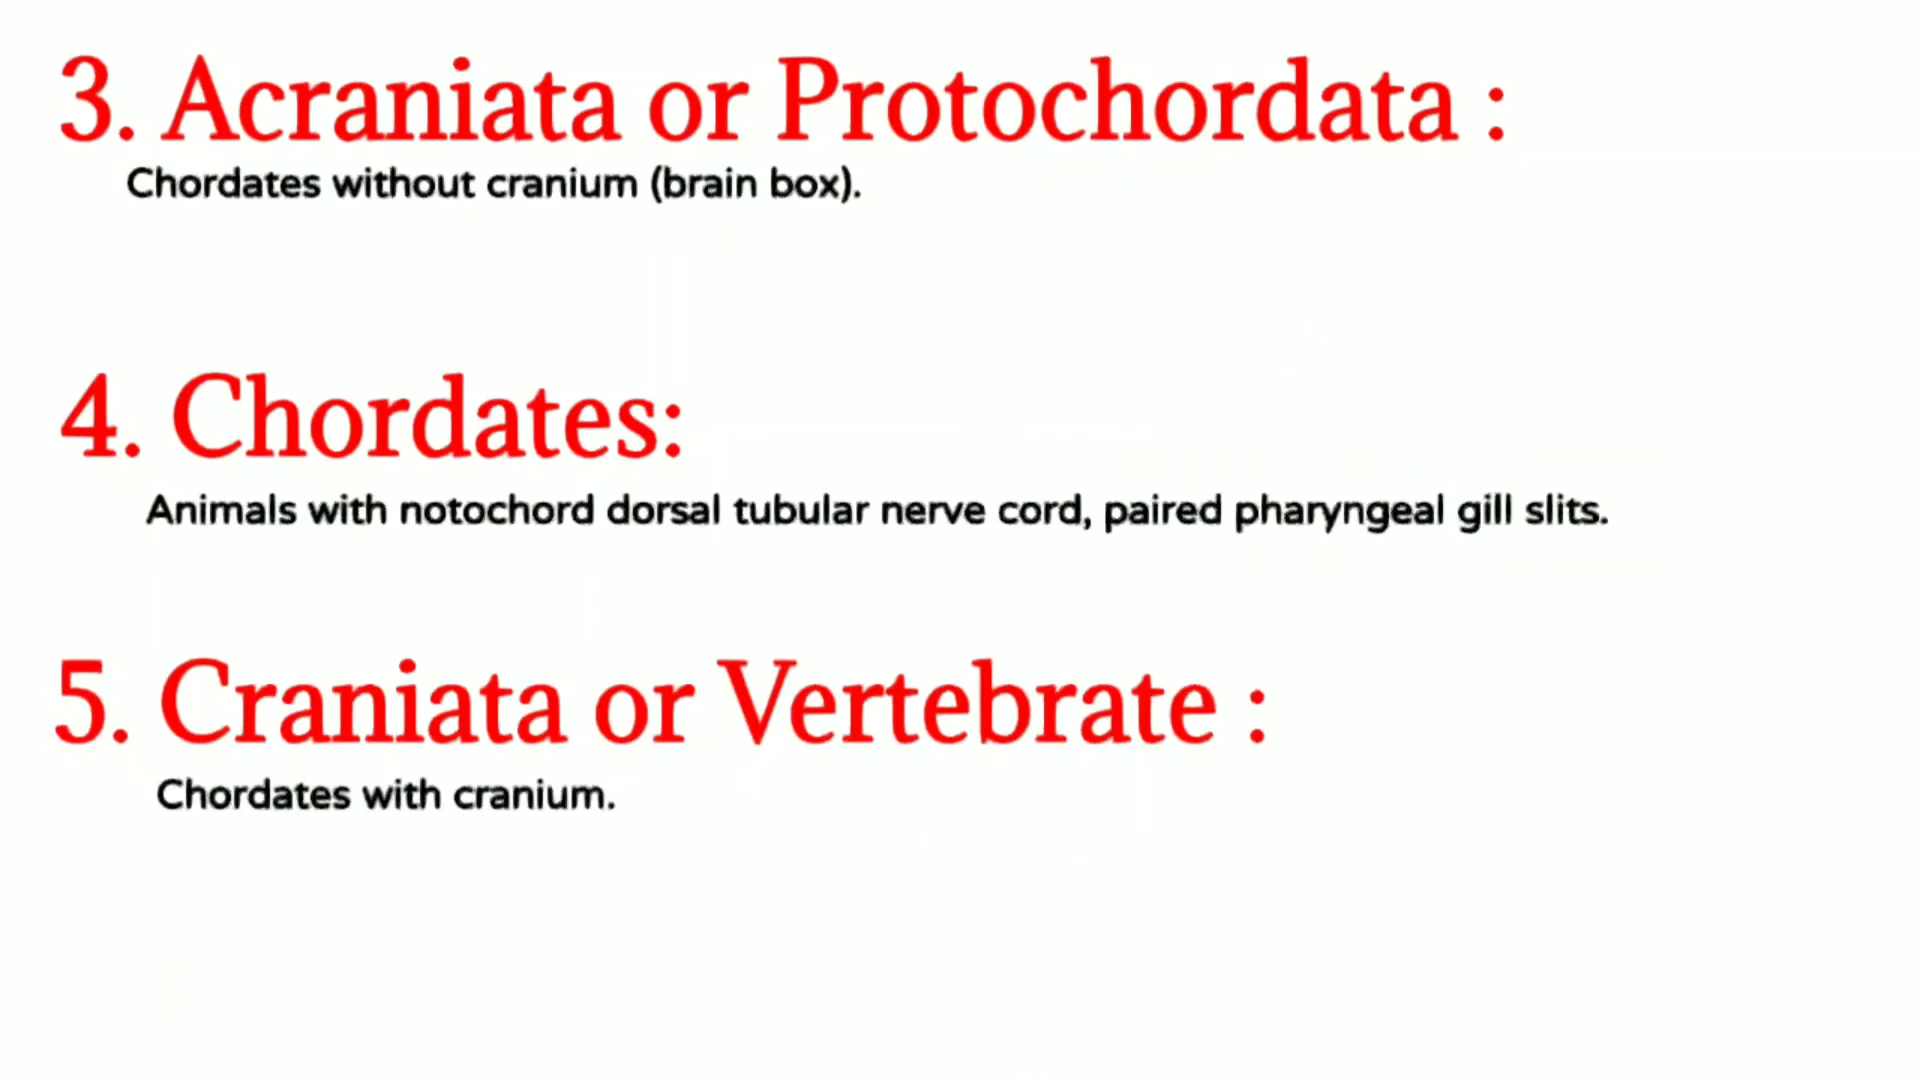 3. Acraniata or Protochordata :
Chordates without cranium (brain box).
4. Chordates:
Animals with notochord dorsal tubular nerve cord, paired pharyngeal gill slits.
5. Craniata or Vertebrate :
Chordates with cranium.